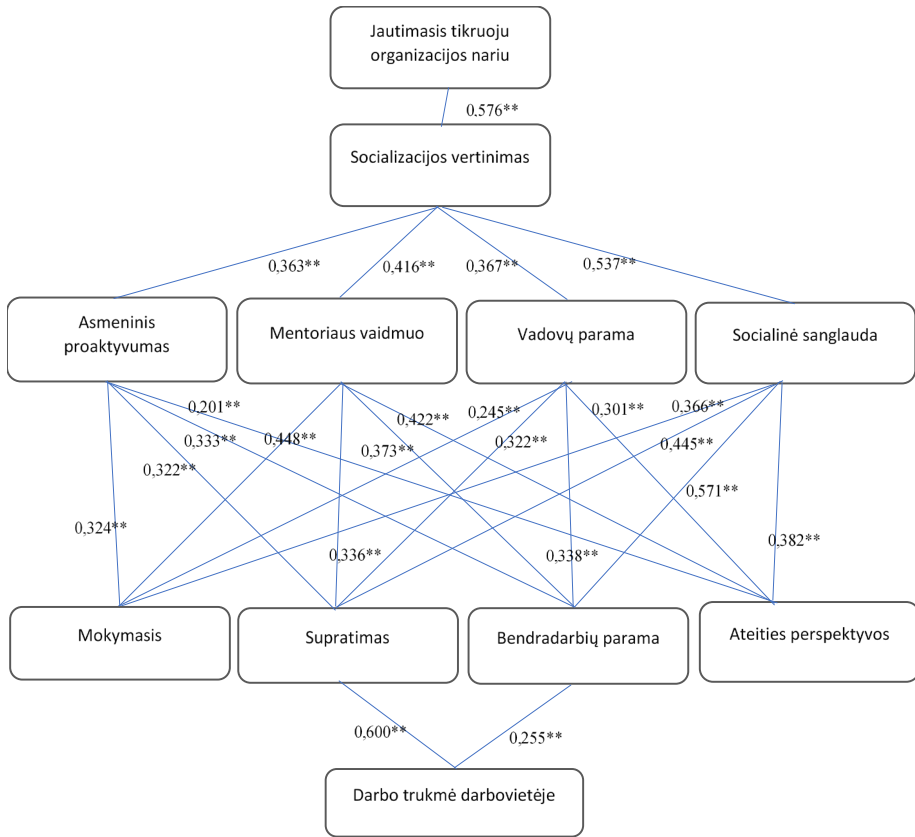 Jautimasis tikruoju
organizacijos nariu
0,576**
Socializacijos vertinimas
0,363**
0,416**
0,367**
0,537**
Asmeninis
proaktyvumas
Mentoriaus vaidmuo
Vadovų parama
Socialinė sanglauda
0,201**
0,422**
0,245**
0,301**
0,366**
0,333**
0,448**
0,373**
0,322**
0,445**
0,322**
0,571**
0,324**
0,336**
0,338**
0,382**
Mokymasis
Supratimas
Bendradarbių parama
Ateities perspektyvos
0,600**
0,255**
Darbo trukmė darbovietėje